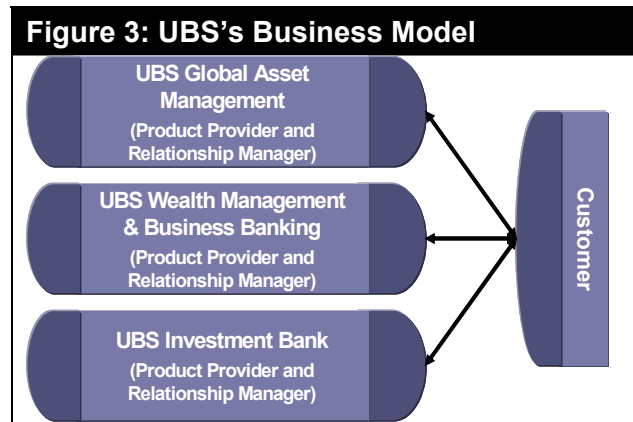 Figure 3: UBS's Business Model
UBS Global Asset
Management
(Product Provider and
Relationship Manager)
UBS Wealth Management
& Business Banking
(Product Provider and
Relationship Manager)
UBS Investment Bank
(Product Provider and
Relationship Manager)
Customer